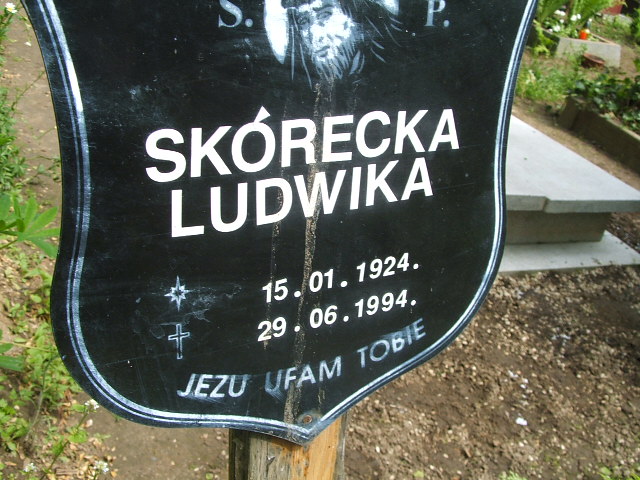 Ś. P.
SKÓRECKA
LUDWIKA
15.01.1924.
29.06.1994.
JEZU UFAM TOBIE